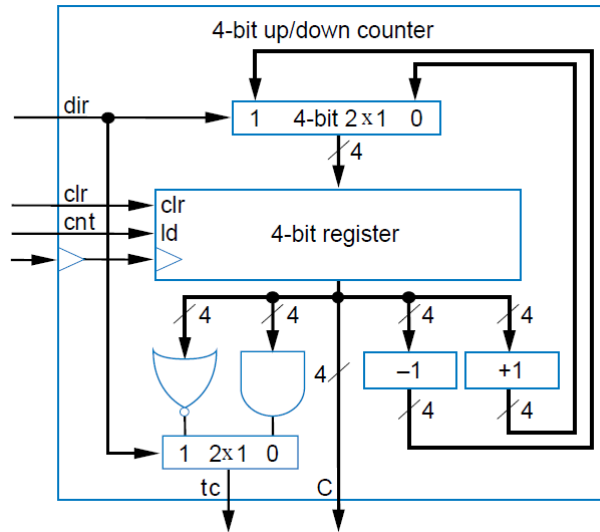 4-bit up/down counter
dir
1 4-bit 2x1 0
4
clr
clr
cnt
ld
4-bit register
4 4 4 4
4
–1
+1
4 4
1 2x1 0
tc
C